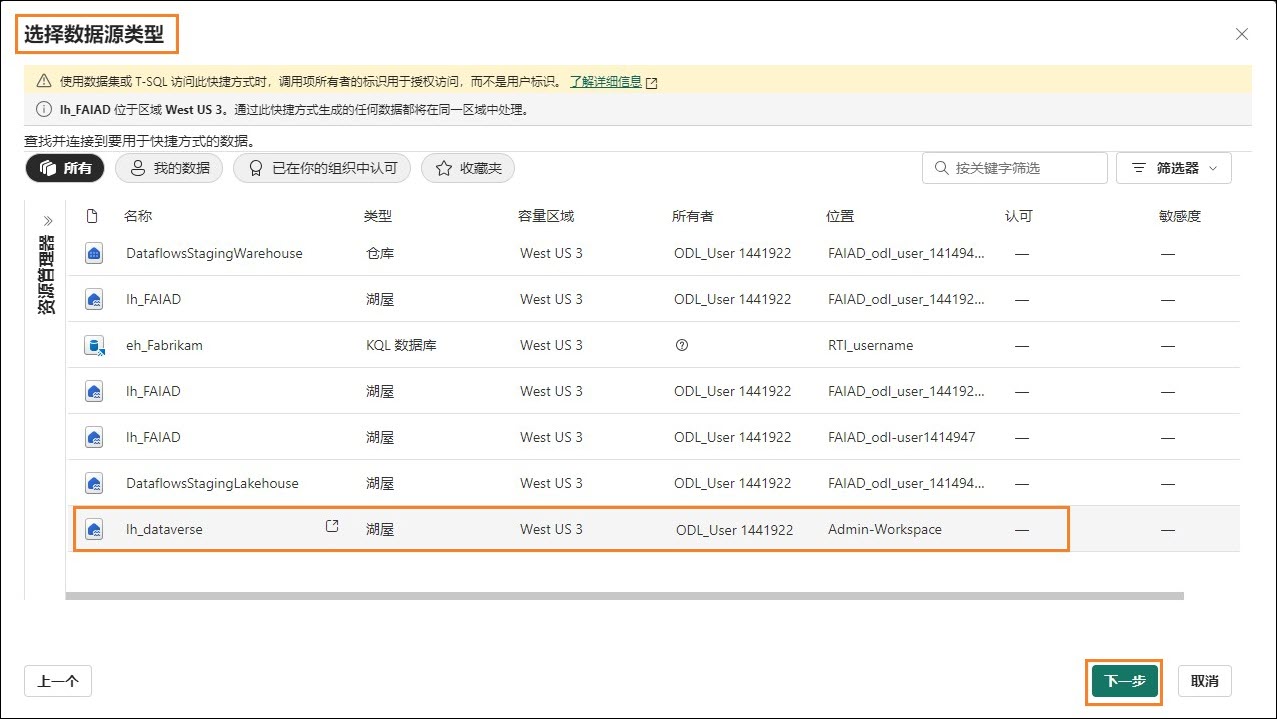 选择数据源类型
使用数据集或 T-SQL 访问此快捷方式时，调用项所有者的标识用于授权访问，而不是用户标识。 了解详细信息
lh_FAIAD 位于区域 West US 3。通过此快捷方式生成的任何数据都将在同一区域中处理。
查找并连接到要用于快捷方式的数据。
所有 我的数据 已在你的组织中认可 收藏夹 按关键字筛选 筛选器
资源管理器
名称 类型 容量区域 所有者 位置 认可 敏感度
DataflowsStagingWarehouse 仓库 West US 3 ODL_User 1441922 FAIAD_odl_user_141494... — —
lh_FAIAD 湖屋 West US 3 ODL_User 1441922 FAIAD_odl_user_144192... — —
eh_Fabrikam KQL 数据库 West US 3 RTI_username — —
lh_FAIAD 湖屋 West US 3 ODL_User 1441922 FAIAD_odl_user_144192... — —
lh_FAIAD 湖屋 West US 3 ODL_User 1441922 FAIAD_odl-user1414947 — —
DataflowsStagingLakehouse 湖屋 West US 3 ODL_User 1441922 FAIAD_odl_user_141494... — —
lh_dataverse 湖屋 West US 3 ODL_User 1441922 Admin-Workspace — —
上一个 下一步 取消